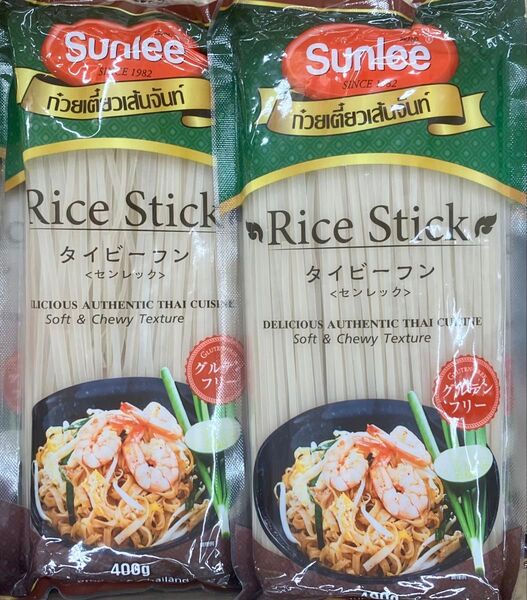 Sunlee
SINCE 1982
ก๋วยเตี๋ยวเส้นจันท์
Rice Stick
タイビーフン
<センレック>
ELICIOUS AUTHENTIC THAI CUISINE
Soft & Chewy Texture
GLUTEN FREE
グルテン
フリー
400g
Sunlee
SINCE 1982
ก๋วยเตี๋ยวเส้นจันท์
Rice Stick
タイビーフン
<センレック>
DELICIOUS AUTHENTIC THAI CUISINE
Soft & Chewy Texture
グルテン
フリー
400g